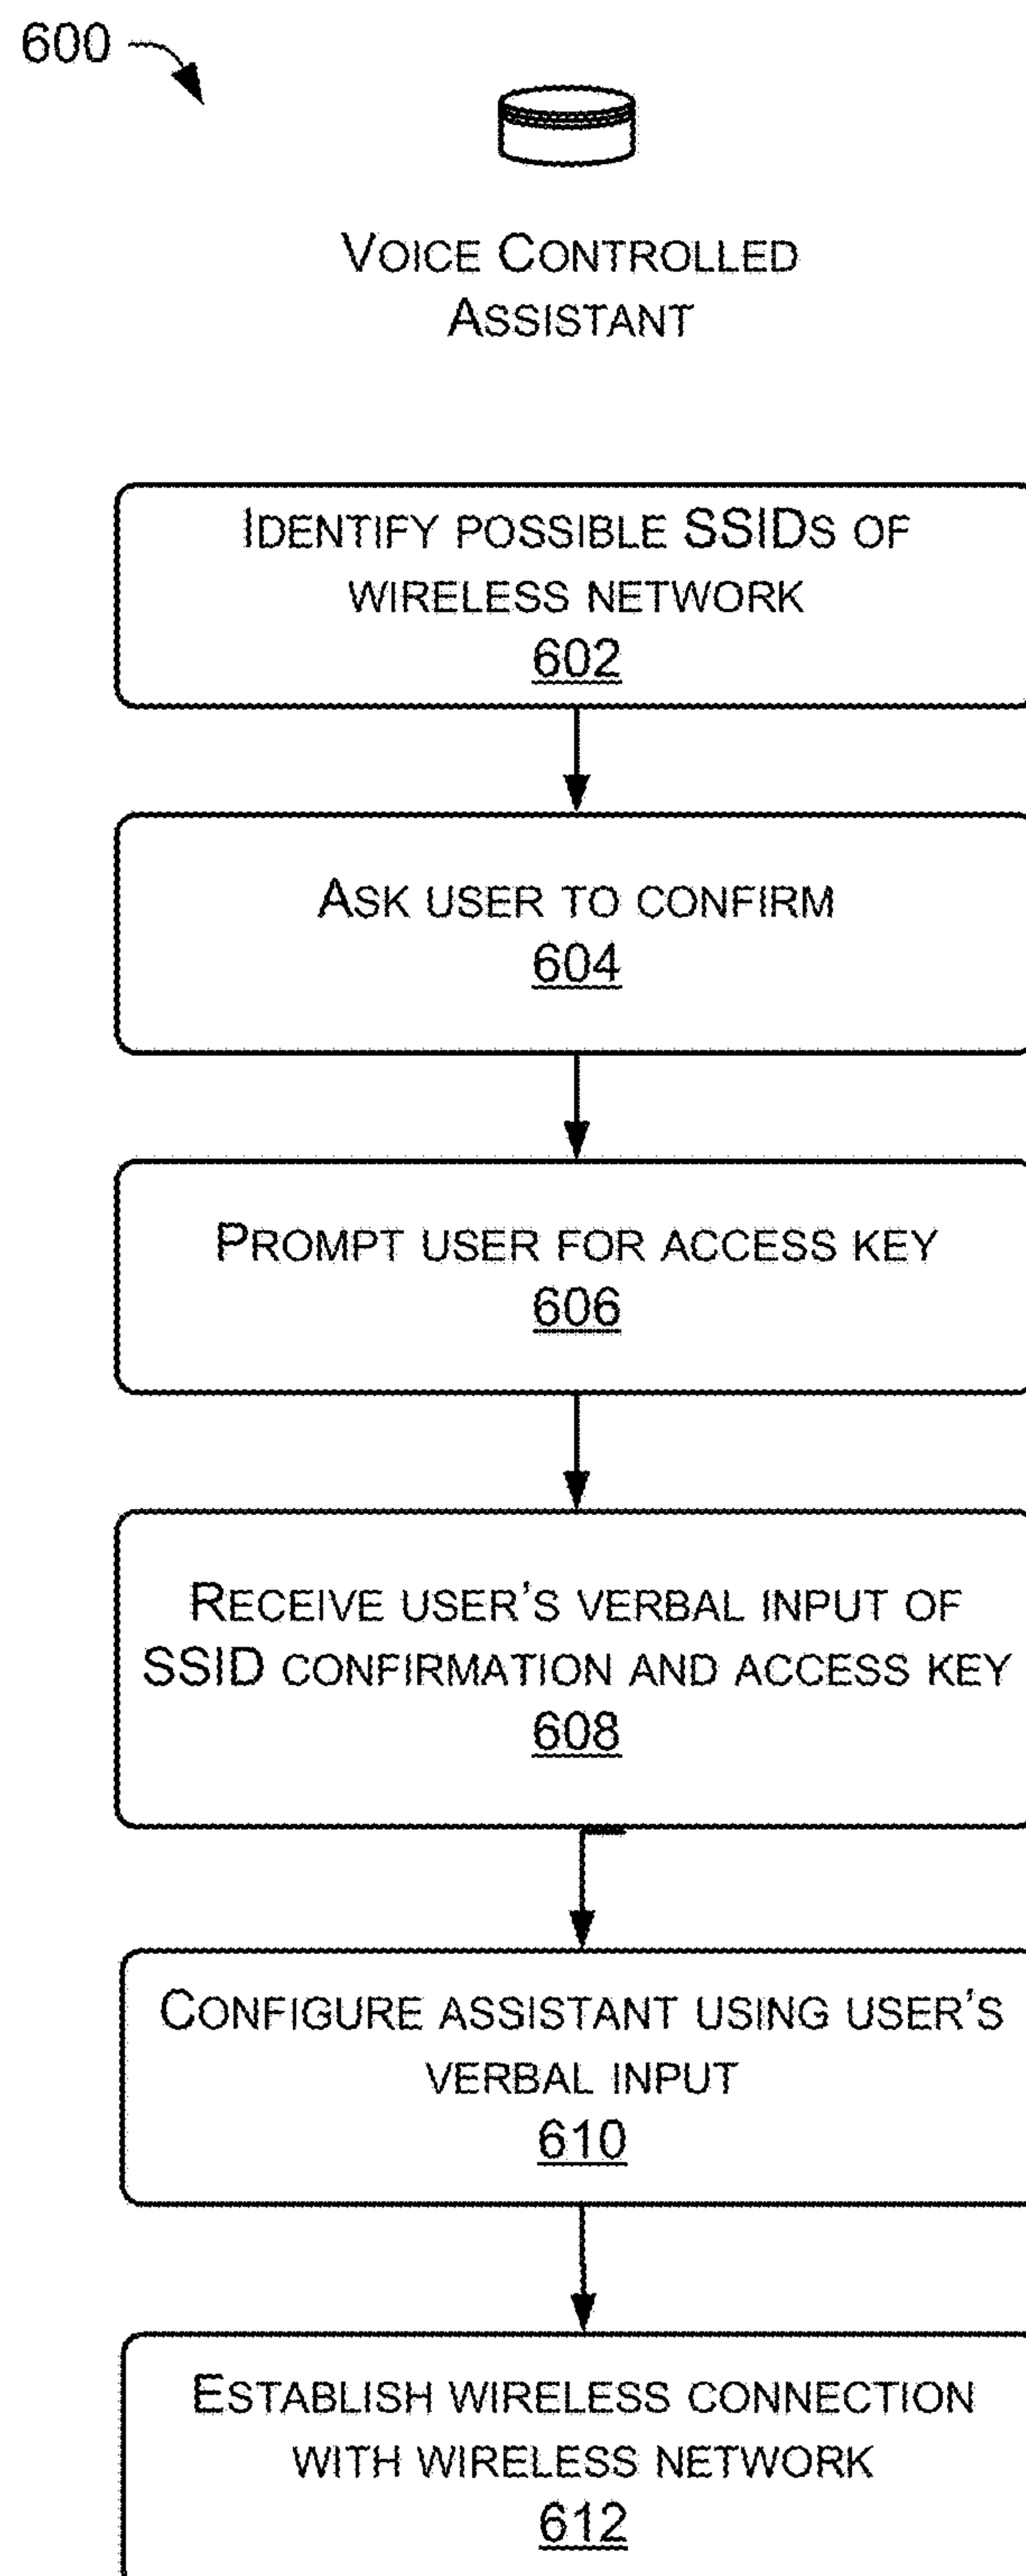 600
VOICE CONTROLLED
ASSISTANT
IDENTIFY POSSIBLE SSIDS OF
WIRELESS NETWORK
602
ASK USER TO CONFIRM
604
PROMPT USER FOR ACCESS KEY
606
RECEIVE USER'S VERBAL INPUT OF
SSID CONFIRMATION AND ACCESS KEY
608
CONFIGURE ASSISTANT USING USER'S
VERBAL INPUT
610
ESTABLISH WIRELESS CONNECTION
WITH WIRELESS NETWORK
612